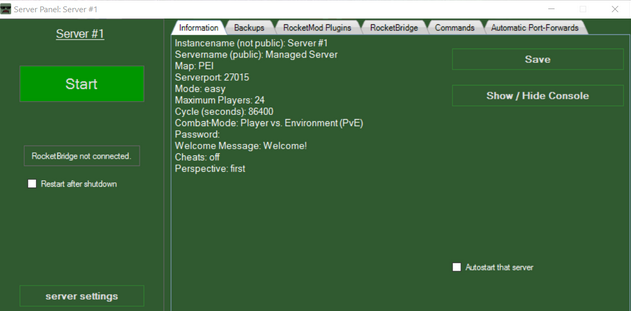 Server Panel: Server #1
Server #1
Start
RocketBridge not connected.
Restart after shutdown
server settings
Information Backups RocketMod Plugins RocketBridge Commands Automatic Port-Forwards
Instancename (not public): Server #1
Servername (public): Managed Server
Map: PEI
Serverport: 27015
Mode: easy
Maximum Players: 24
Cycle (seconds): 86400
Combat-Mode: Player vs. Environment (PvE)
Password:
Welcome Message: Welcome!
Cheats: off
Perspective: first
Save
Show / Hide Console
Autostart that server